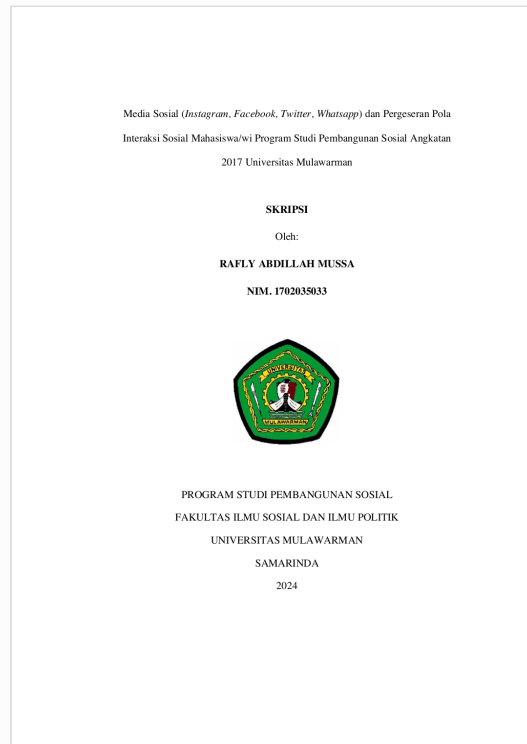 Media Sosial (Instagram, Facebook, Twitter, Whatsapp) dan Pergeseran Pola
Interaksi Sosial Mahasiswa/wi Program Studi Pembangunan Sosial Angkatan
2017 Universitas Mulawarman
SKRIPSI
Oleh:
RAFLY ABDILLAH MUSSA
NIM. 1702035033
UNIVERSITAS
MULAWARMAN
PROGRAM STUDI PEMBANGUNAN SOSIAL
FAKULTAS ILMU SOSIAL DAN ILMU POLITIK
UNIVERSITAS MULAWARMAN
SAMARINDA
2024